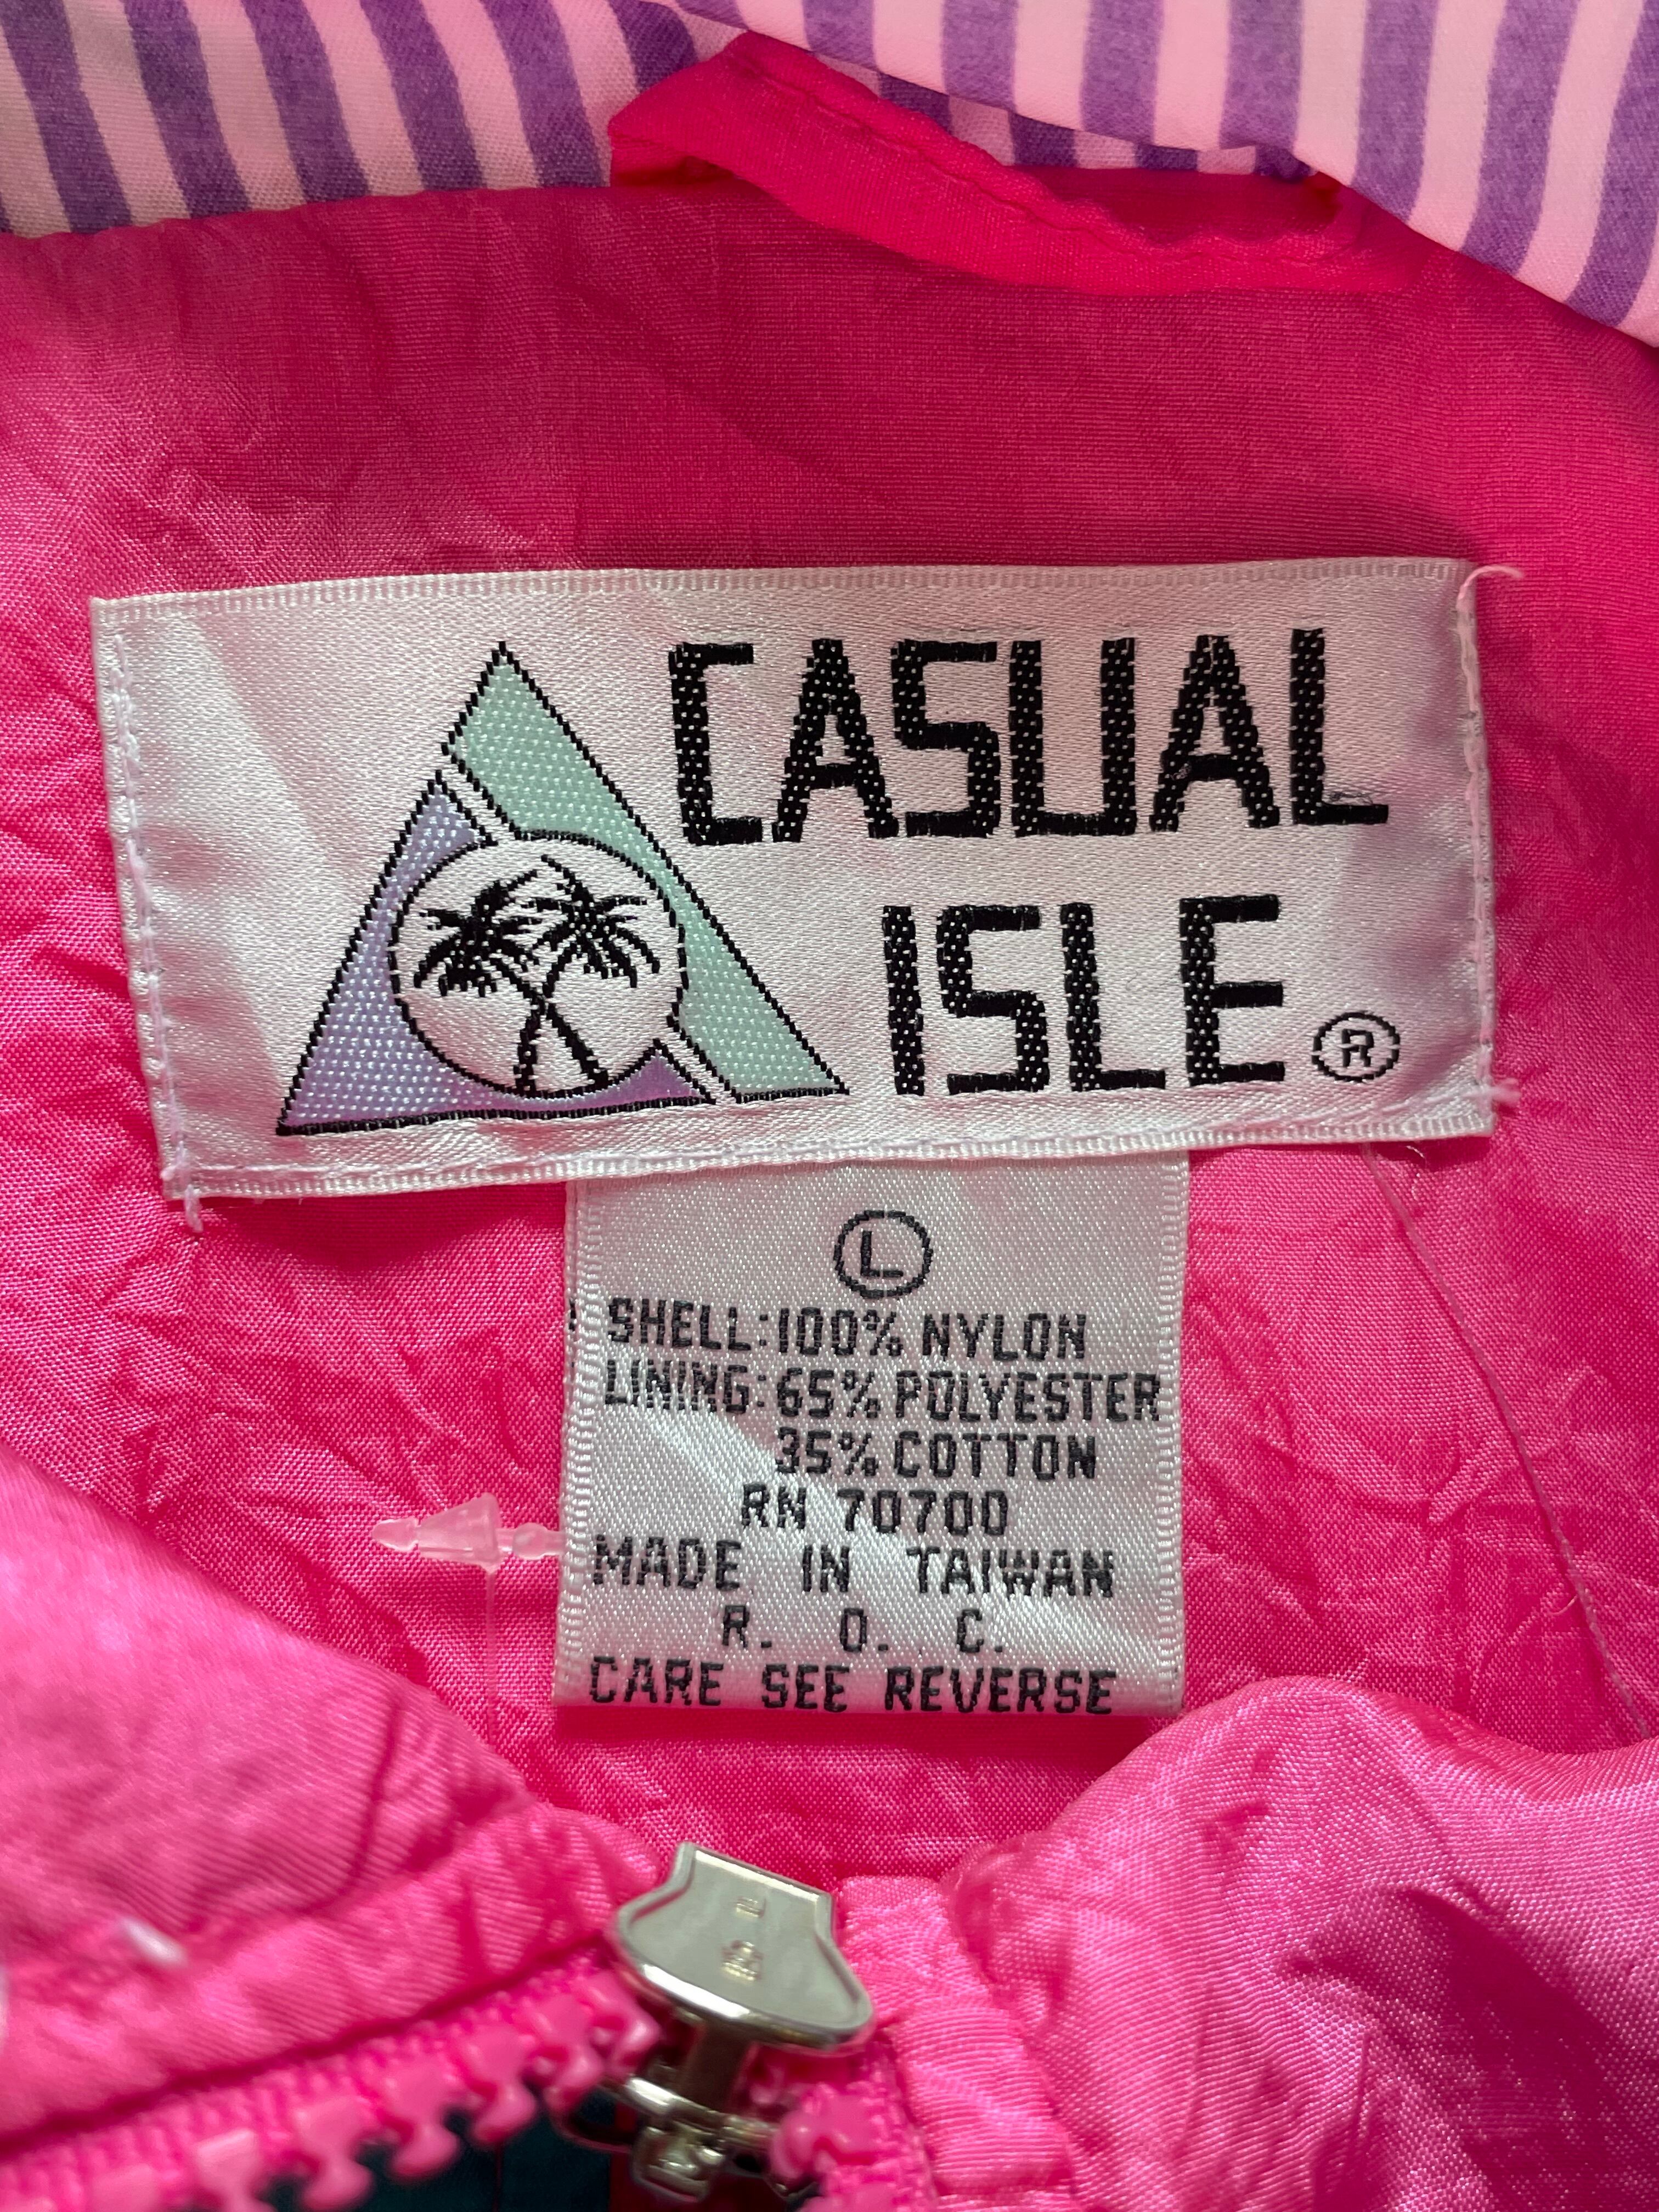 CASUAL
ISLE ®
L
SHELL:100% NYLON
LINING:65% POLYESTER
35% COTTON
RN 70700
MADE IN TAIWAN
R. O. C.
CARE SEE REVERSE